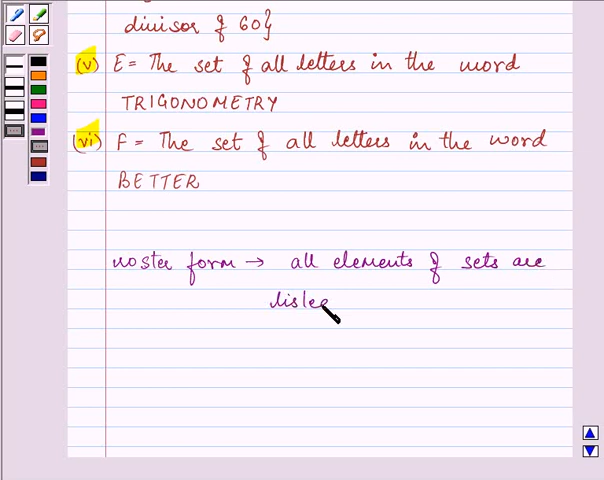 divisor of 60}
(v) E = The set of all letters in the word
TRIGONOMETRY
(vi) F = The set of all letters in the word
BETTER
roster form → all elements of sets are
liste